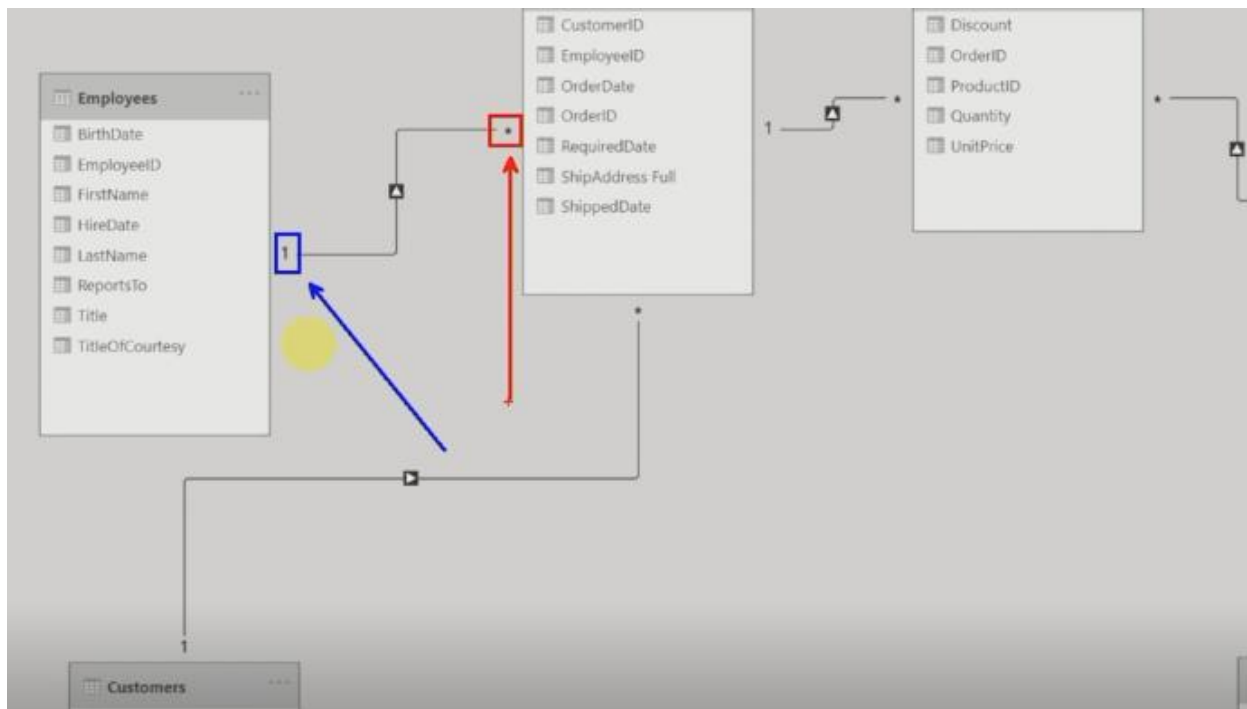 Employees
BirthDate
EmployeeID
FirstName
HireDate
LastName
ReportsTo
Title
TitleOfCourtesy
1
*
CustomerID
EmployeeID
OrderDate
OrderID
RequiredDate
ShipAddress Full
ShippedDate
1
*
Discount
OrderID
ProductID
Quantity
UnitPrice
*
*
1
Customers